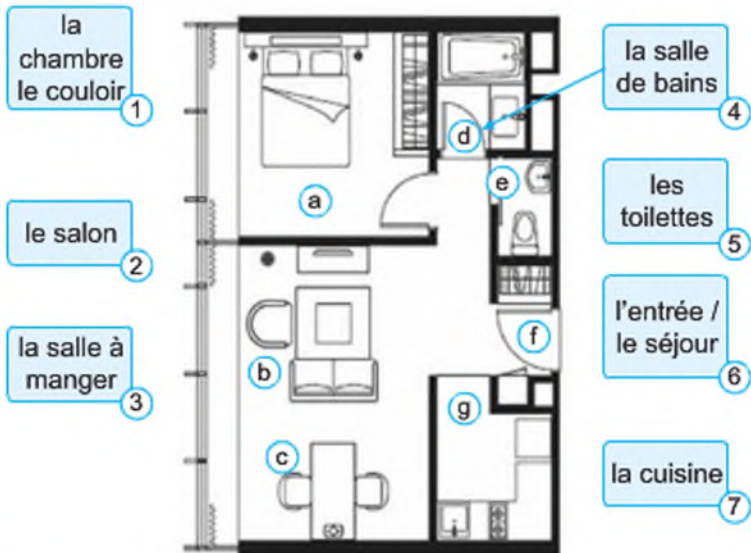 la
chambre
le couloir
1
le salon
2
la salle à
manger
3
a
b
c
d
e
f
g
la salle
de bains
4
les
toilettes
5
l'entrée /
le séjour
6
la cuisine
7